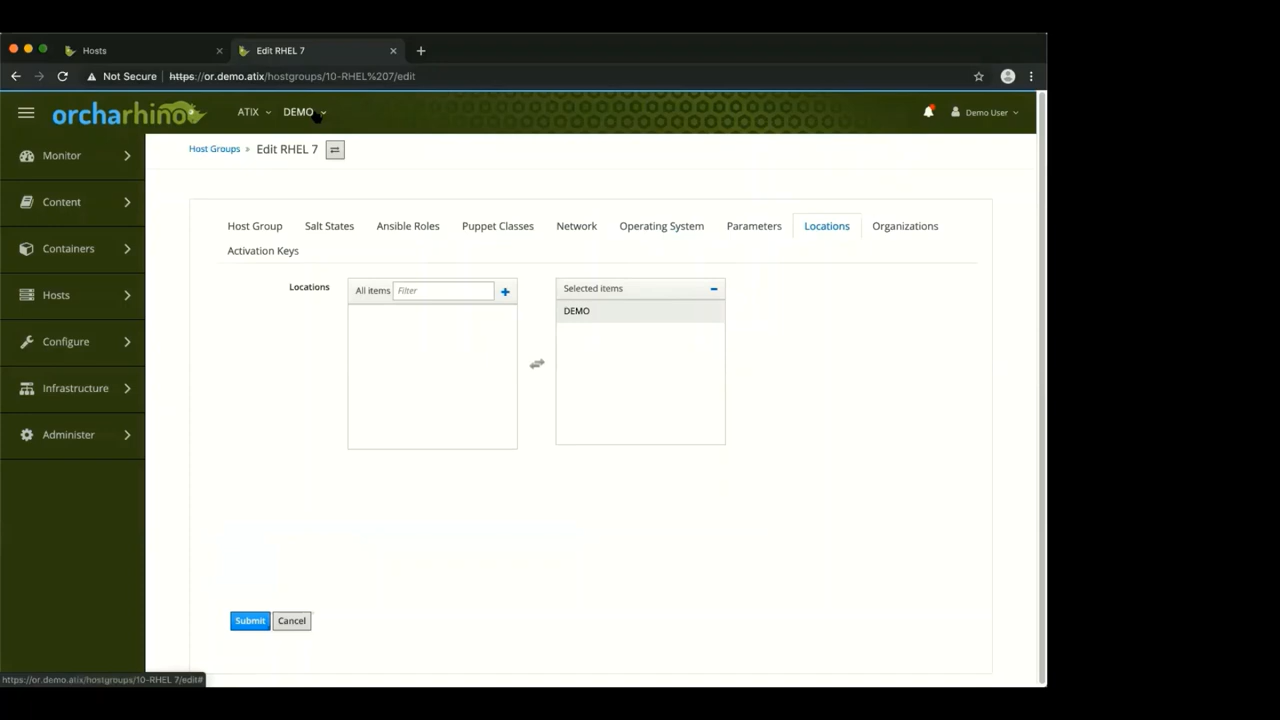 Hosts
Edit RHEL 7
Not Secure
https://or.demo.atix/hostgroups/10-RHEL%207/edit
orcharhino
ATIX
DEMO
Demo User
Monitor
Content
Containers
Hosts
Configure
Infrastructure
Administer
Host Groups » Edit RHEL 7
Host Group
Salt States
Ansible Roles
Puppet Classes
Network
Operating System
Parameters
Locations
Organizations
Activation Keys
Locations
All items
Filter
Selected items
DEMO
Submit
Cancel
https://or.demo.atix/hostgroups/10-RHEL 7/edit#